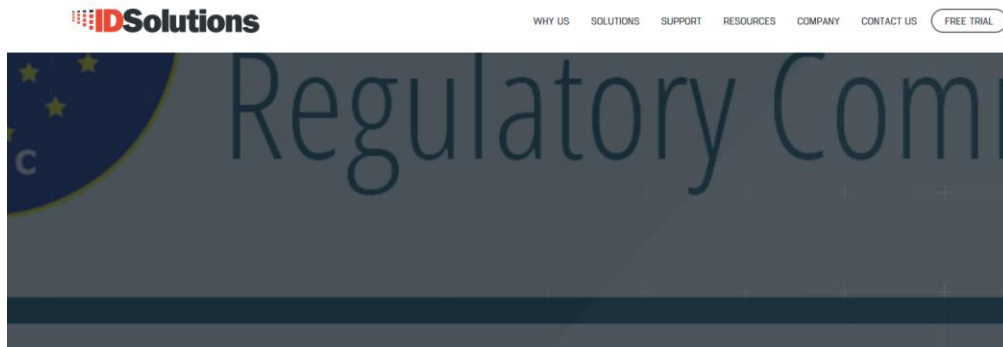 IDSolutions
WHY US SOLUTIONS SUPPORT RESOURCES COMPANY CONTACT US FREE TRIAL
Regulatory Com
C